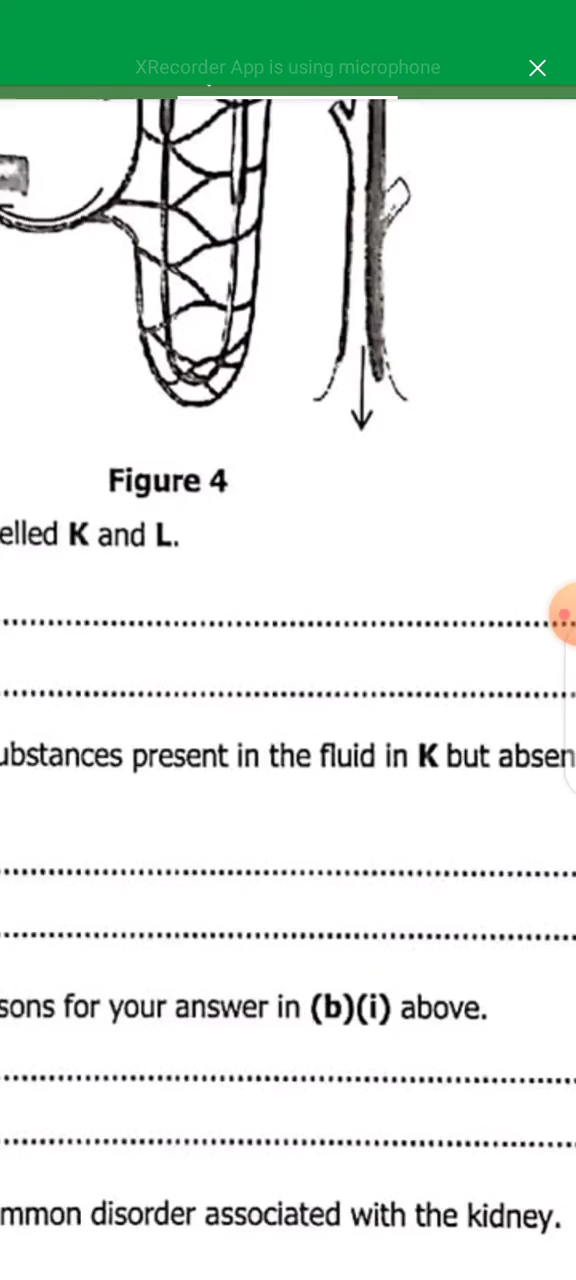 XRecorder App is using microphone
Figure 4
elled K and L.
ubstances present in the fluid in K but absen
sons for your answer in (b)(i) above.
mmon disorder associated with the kidney.